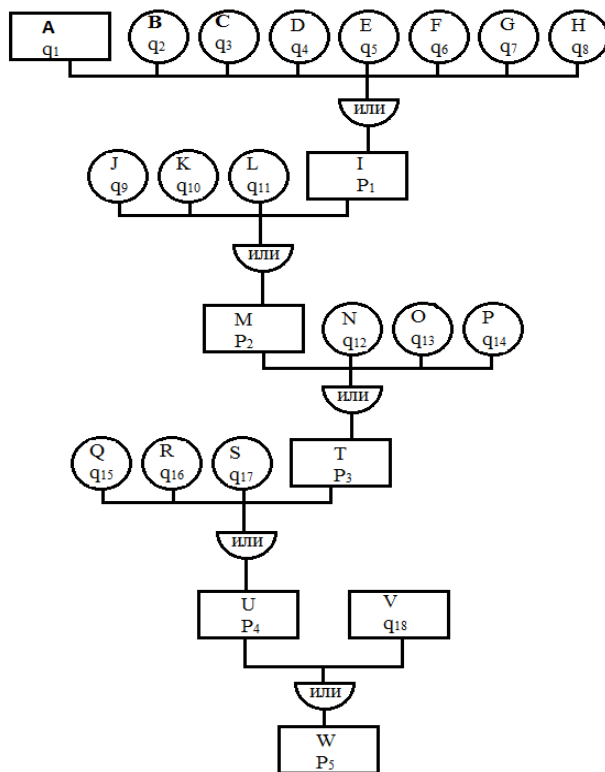 A B C D E F G H
q1 q2 q3 q4 q5 q6 q7 q8
или
J K L I
q9 q10 q11 P1
или
M N O P
P2 q12 q13 q14
или
Q R S T
q15 q16 q17 P3
или
U V
P4 q18
или
W
P5